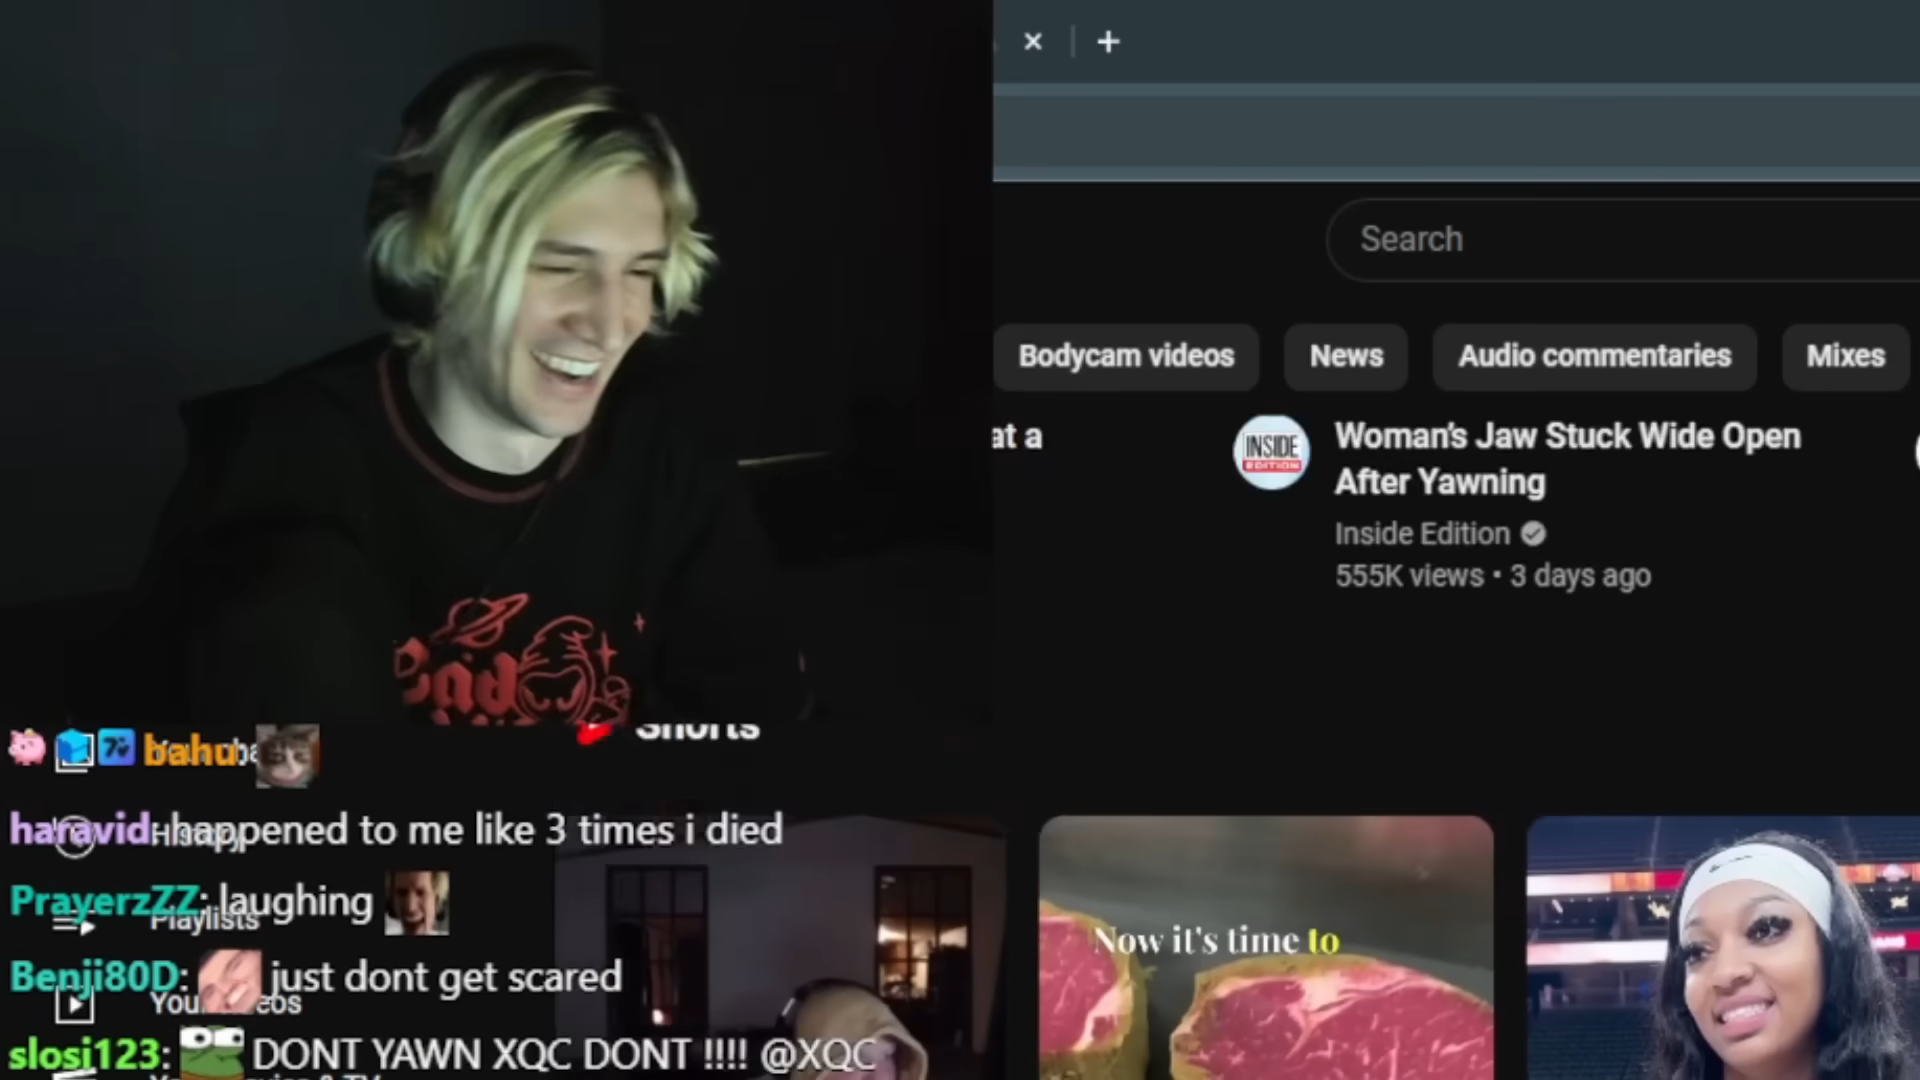 Search
Bodycam videos
News
Audio commentaries
Mixes
at a
INSIDE
EDITION
Woman's Jaw Stuck Wide Open
After Yawning
Inside Edition
555K views • 3 days ago
Shorts
bahu:
haravid: happened to me like 3 times i died
History
PrayerzZZ: laughing
Playlists
Benji80D: just dont get scared
slosi123: DONT YAWN XQC DONT !!!! @XQC
Now it's time to